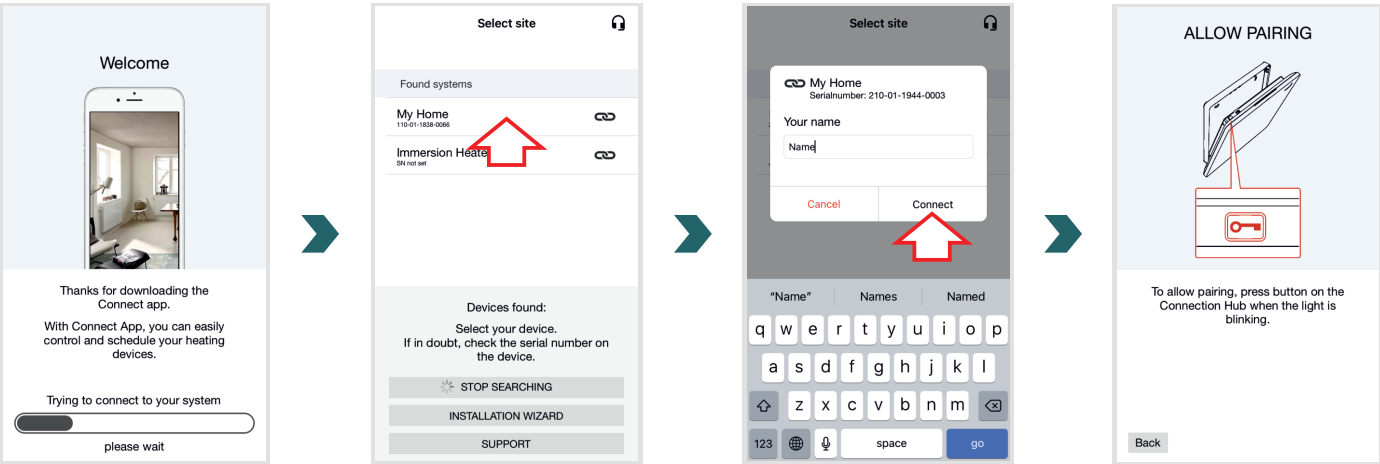 Welcome
Thanks for downloading the
Connect app.
With Connect App, you can easily
control and schedule your heating
devices.
Trying to connect to your system
please wait
Select site
Found systems
My Home
110-01-1838-0066
Immersion Heate
SN not set
Devices found:
Select your device.
If in doubt, check the serial number on
the device.
STOP SEARCHING
INSTALLATION WIZARD
SUPPORT
Select site
My Home
Serialnumber: 210-01-1944-0003
Your name
Name
Cancel Connect
“Name” Names Named
q w e r t y u i o p
a s d f g h j k l
z x c v b n m
123 space go
ALLOW PAIRING
To allow pairing, press button on the
Connection Hub when the light is
blinking.
Back